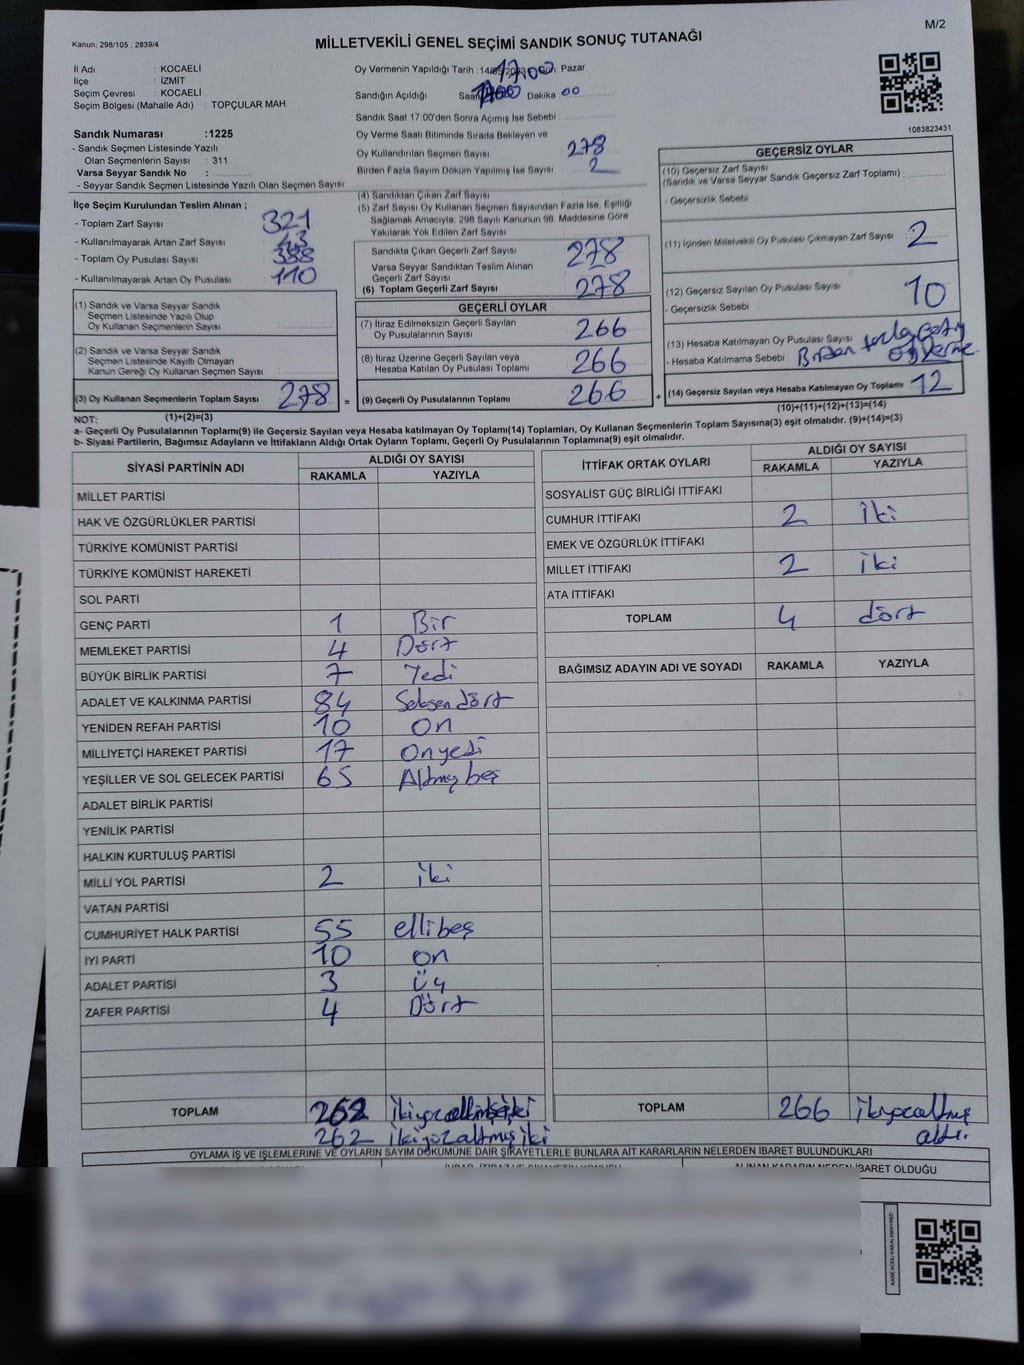 M/2
Kanun; 298/105 , 2839/4
MİLLETVEKİLİ GENEL SEÇİMİ SANDIK SONUÇ TUTANAĞI
İl Adı : KOCAELİ
İlçe : İZMİT
Seçim Çevresi : KOCAELİ
Seçim Bölgesi (Mahalle Adı) : TOPÇULAR MAH.
Sandık Numarası :1225
- Sandık Seçmen Listesinde Yazılı
Olan Seçmenlerin Sayısı : 311
Varsa Seyyar Sandık No :
- Seyyar Sandık Seçmen Listesinde Yazılı Olan Seçmen Sayısı
İlçe Seçim Kurulundan Teslim Alınan ;
- Toplam Zarf Sayısı 321
- Kullanılmayarak Artan Zarf Sayısı 43
- Toplam Oy Pusulası Sayısı 388
- Kullanılmayarak Artan Oy Pusulası 110
(1) Sandık ve Varsa Seyyar Sandık
Seçmen Listesinde Yazılı Olup
Oy Kullanan Seçmenlerin Sayısı
(2) Sandık ve Varsa Seyyar Sandık
Seçmen Listesinde Kayıtlı Olmayan
Kanun Gereği Oy Kullanan Seçmen Sayısı
(3) Oy Kullanan Seçmenlerin Toplam Sayısı 278 =
(1)+(2)=(3)
Oy Vermenin Yapıldığı Tarih : Pazar
17:00
Sandığın Açıldığı Saat 1700 Dakika 00
Sandık Saat 17:00'den Sonra Açımış İse Sebebi :
Oy Verme Saati Bitiminde Sırada Bekleyen ve
Oy Kullandırılan Seçmen Sayısı 278
Birden Fazla Sayım Döküm Yapılmış İse Sayısı 2
(4) Sandıktan Çıkan Zarf Sayısı
(5) Zarf Sayısı Oy Kullanan Seçmen Sayısından Fazla İse, Eşitliği
Sağlamak Amacıyla, 298 Sayılı Kanunun 98. Maddesine Göre
Yakılarak Yok Edilen Zarf Sayısı
Sandıkta Çıkan Geçerli Zarf Sayısı 278
Varsa Seyyar Sandıktan Teslim Alınan
Geçerli Zarf Sayısı
(6) Toplam Geçerli Zarf Sayısı 278
GEÇERLİ OYLAR
(7) İtiraz Edilmeksizin Geçerli Sayılan
Oy Pusulalarının Sayısı 266
(8) İtiraz Üzerine Geçerli Sayılan veya
Hesaba Katılan Oy Pusulası Toplamı 266
(9) Geçerli Oy Pusulalarının Toplamı 266 +
1083823431
GEÇERSİZ OYLAR
(10) Geçersiz Zarf Sayısı
(Sandık ve Varsa Seyyar Sandık Geçersiz Zarf Toplamı) :
- Geçersizlik Sebebi
(11) İçinden Milletvekili Oy Pusulası Çıkmayan Zarf Sayısı 2
(12) Geçersiz Sayılan Oy Pusulası Sayısı 10
- Geçersizlik Sebebi :
(13) Hesaba Katılmayan Oy Pusulası Sayısı
- Hesaba Katılmama Sebebi :
(14) Geçersiz Sayılan veya Hesaba Katılmayan Oy Toplamı 12
(10)+(11)+(12)+(13)=(14)
NOT:
a- Geçerli Oy Pusulasının Toplamı(9) ile Geçersiz Sayılan veya Hesaba katılmayan Oy Toplamı(14) Toplamları, Oy Kullanan Seçmenlerin Toplam Sayısına(3) eşit olmalıdır. (9)+(14)=(3)
b- Siyasi Partilerin, Bağımsız Adayların ve İttifakların Aldığı Ortak Oyların Toplamı, Geçerli Oy Pusulalarının Toplamına(9) eşit olmalıdır.
SİYASİ PARTİNİN ADI ALDIĞI OY SAYISI
RAKAMLA YAZIYLA
MİLLET PARTİSİ
HAK VE ÖZGÜRLÜKLER PARTİSİ
TÜRKİYE KOMÜNİST PARTİSİ
TÜRKİYE KOMÜNİST HAREKETİ
SOL PARTİ
GENÇ PARTİ 1 Bir
MEMLEKET PARTİSİ 4 Dört
BÜYÜK BİRLİK PARTİSİ 7 Yedi
ADALET VE KALKINMA PARTİSİ 84 Seksen dört
YENİDEN REFAH PARTİSİ 10 on
MİLLİYETÇİ HAREKET PARTİSİ 17 onyedi
YEŞİLLER VE SOL GELECEK PARTİSİ 65 Altmış beş
ADALET BİRLİK PARTİSİ
YENİLİK PARTİSİ
HALKIN KURTULUŞ PARTİSİ
MİLLİ YOL PARTİSİ 2 iki
VATAN PARTİSİ
CUMHURİYET HALK PARTİSİ 55 ellibeş
İYİ PARTİ 10 on
ADALET PARTİSİ 3 üç
ZAFER PARTİSİ 4 Dört
TOPLAM 262
262 ikiyüzaltmışiki
İTTİFAK ORTAK OYLARI ALDIĞI OY SAYISI
RAKAMLA YAZIYLA
SOSYALİST GÜÇ BİRLİĞİ İTTİFAKI
CUMHUR İTTİFAKI 2 iki
EMEK VE ÖZGÜRLÜK İTTİFAKI
MİLLET İTTİFAKI 2 iki
ATA İTTİFAKI
TOPLAM 4 dört
BAĞIMSIZ ADAYIN ADI VE SOYADI RAKAMLA YAZIYLA
TOPLAM 266 ikiyüzaltmış
altı.
OYLAMA İŞ VE İŞLEMLERİNE VE OYLARIN SAYIM DÖKÜMÜNE DAİR ŞİKAYETLERLE BUNLARA AİT KARARLARIN NELERDEN İBARET BULUNDUKLARI
ALINAN KARARIN NEDEN İBARET OLDUĞU